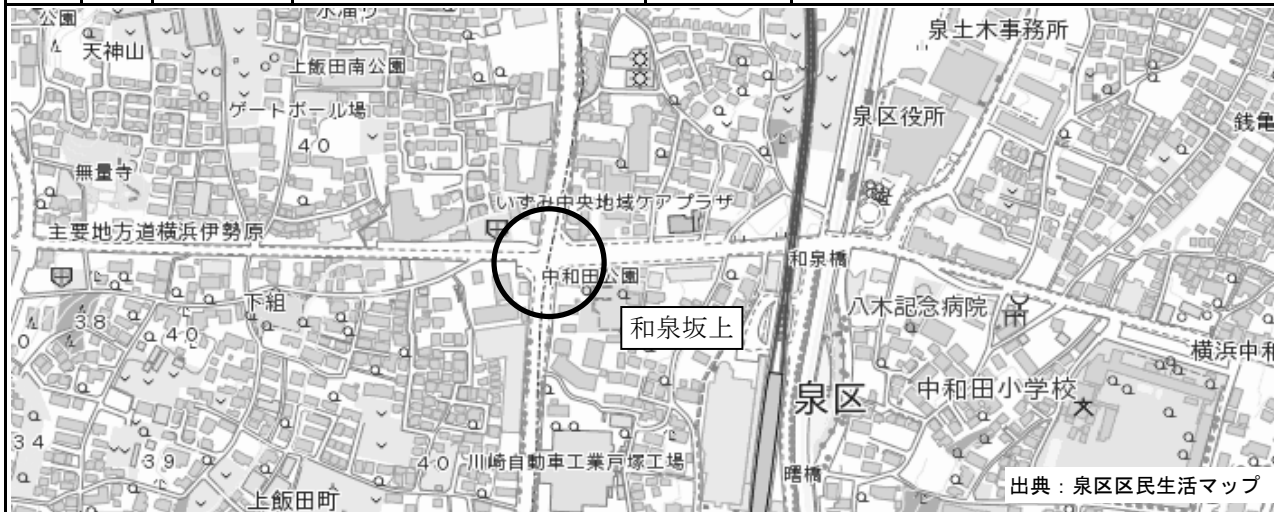 公園
水溜り
天神山
泉土木事務所
上飯田南公園
ゲートボール場
泉区役所
銭亀
40
無量寺
いずみ中央地域ケアプラザ
主要地方道横浜伊勢原
和泉橋
中和田公園
下組
八木記念病院
38
40
和泉坂上
横浜中和
泉区
中和田小学校
34
39
40
川崎自動車工業戸塚工場
曙橋
上飯田町
出典：泉区区民生活マップ